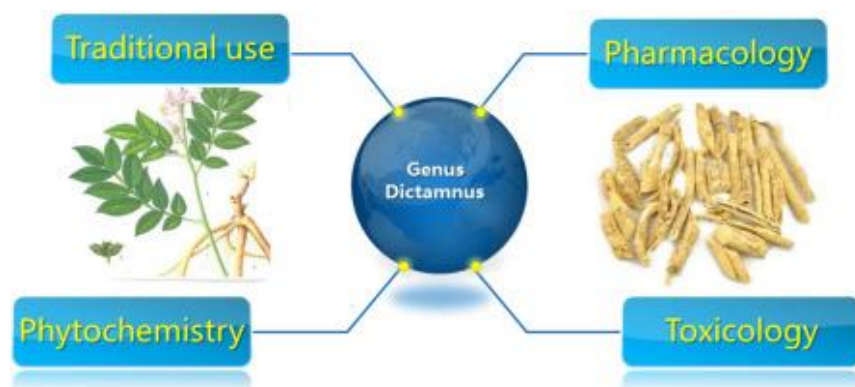 Traditional use
Pharmacology
Genus
Dictamnus
Phytochemistry
Toxicology